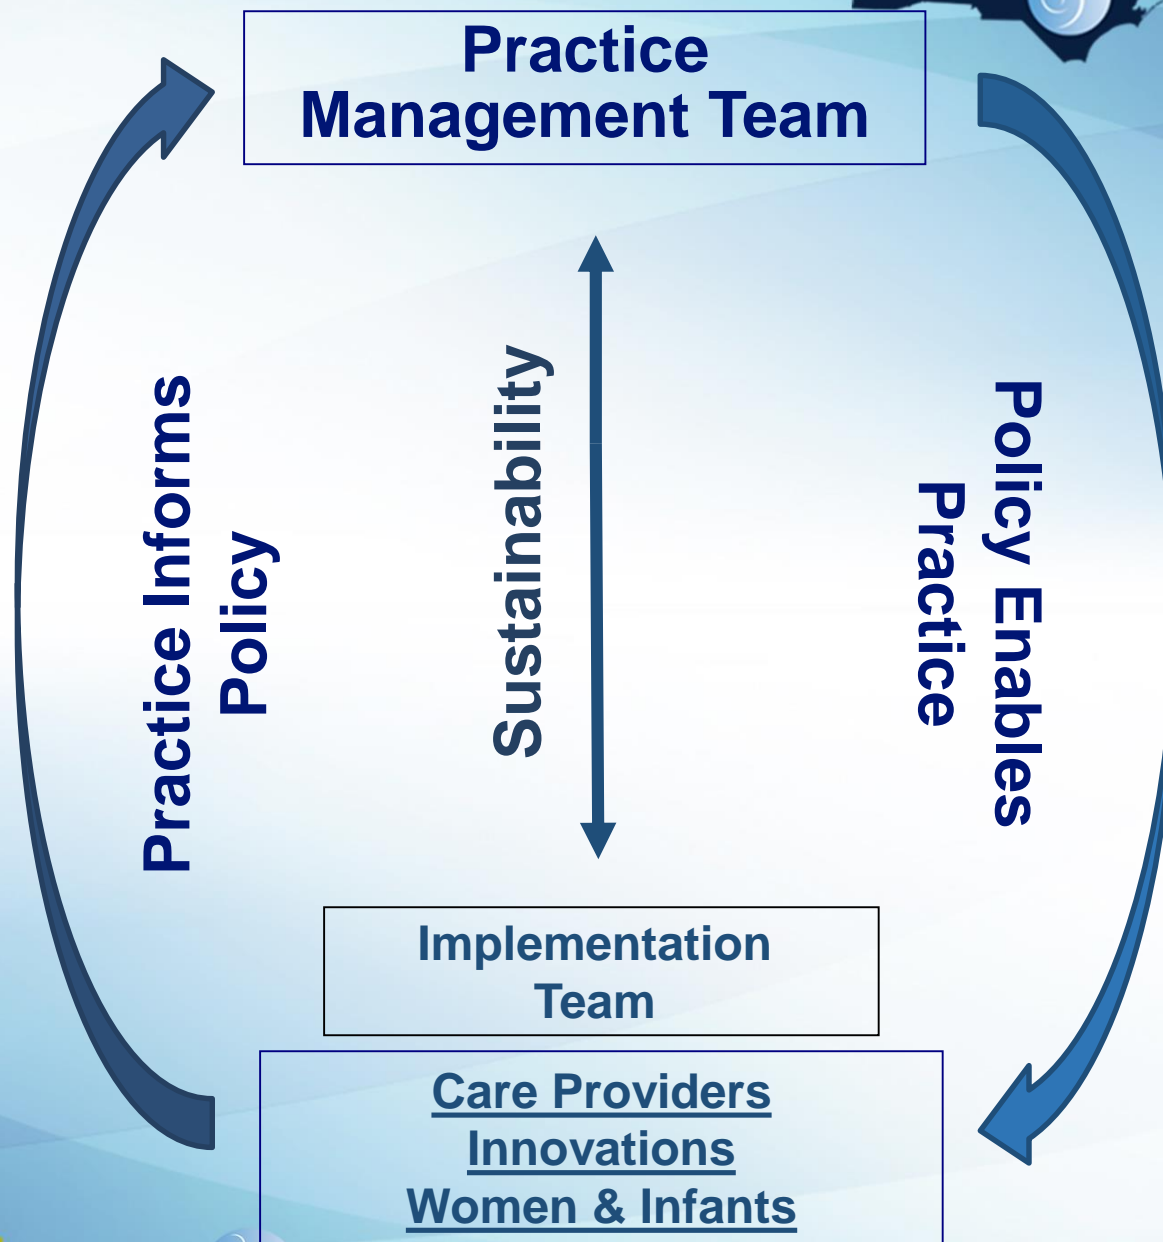 Practice
Management Team
Practice Informs
Policy
Sustainability
Policy Enables
Practice
Implementation
Team
Care Providers
Innovations
Women & Infants